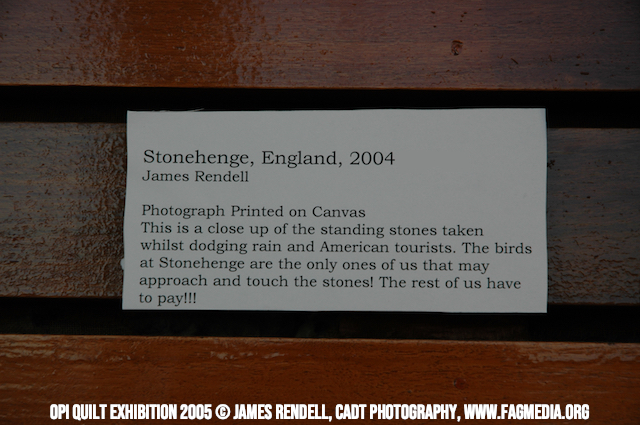 Stonehenge, England, 2004
James Rendell
Photograph Printed on Canvas
This is a close up of the standing stones taken
whilst dodging rain and American tourists. The birds
at Stonehenge are the only ones of us that may
approach and touch the stones! The rest of us have
to pay!!!
OPI QUILT EXHIBITION 2005 © JAMES RENDELL, CADT PHOTOGRAPHY, WWW.FAGMEDIA.ORG